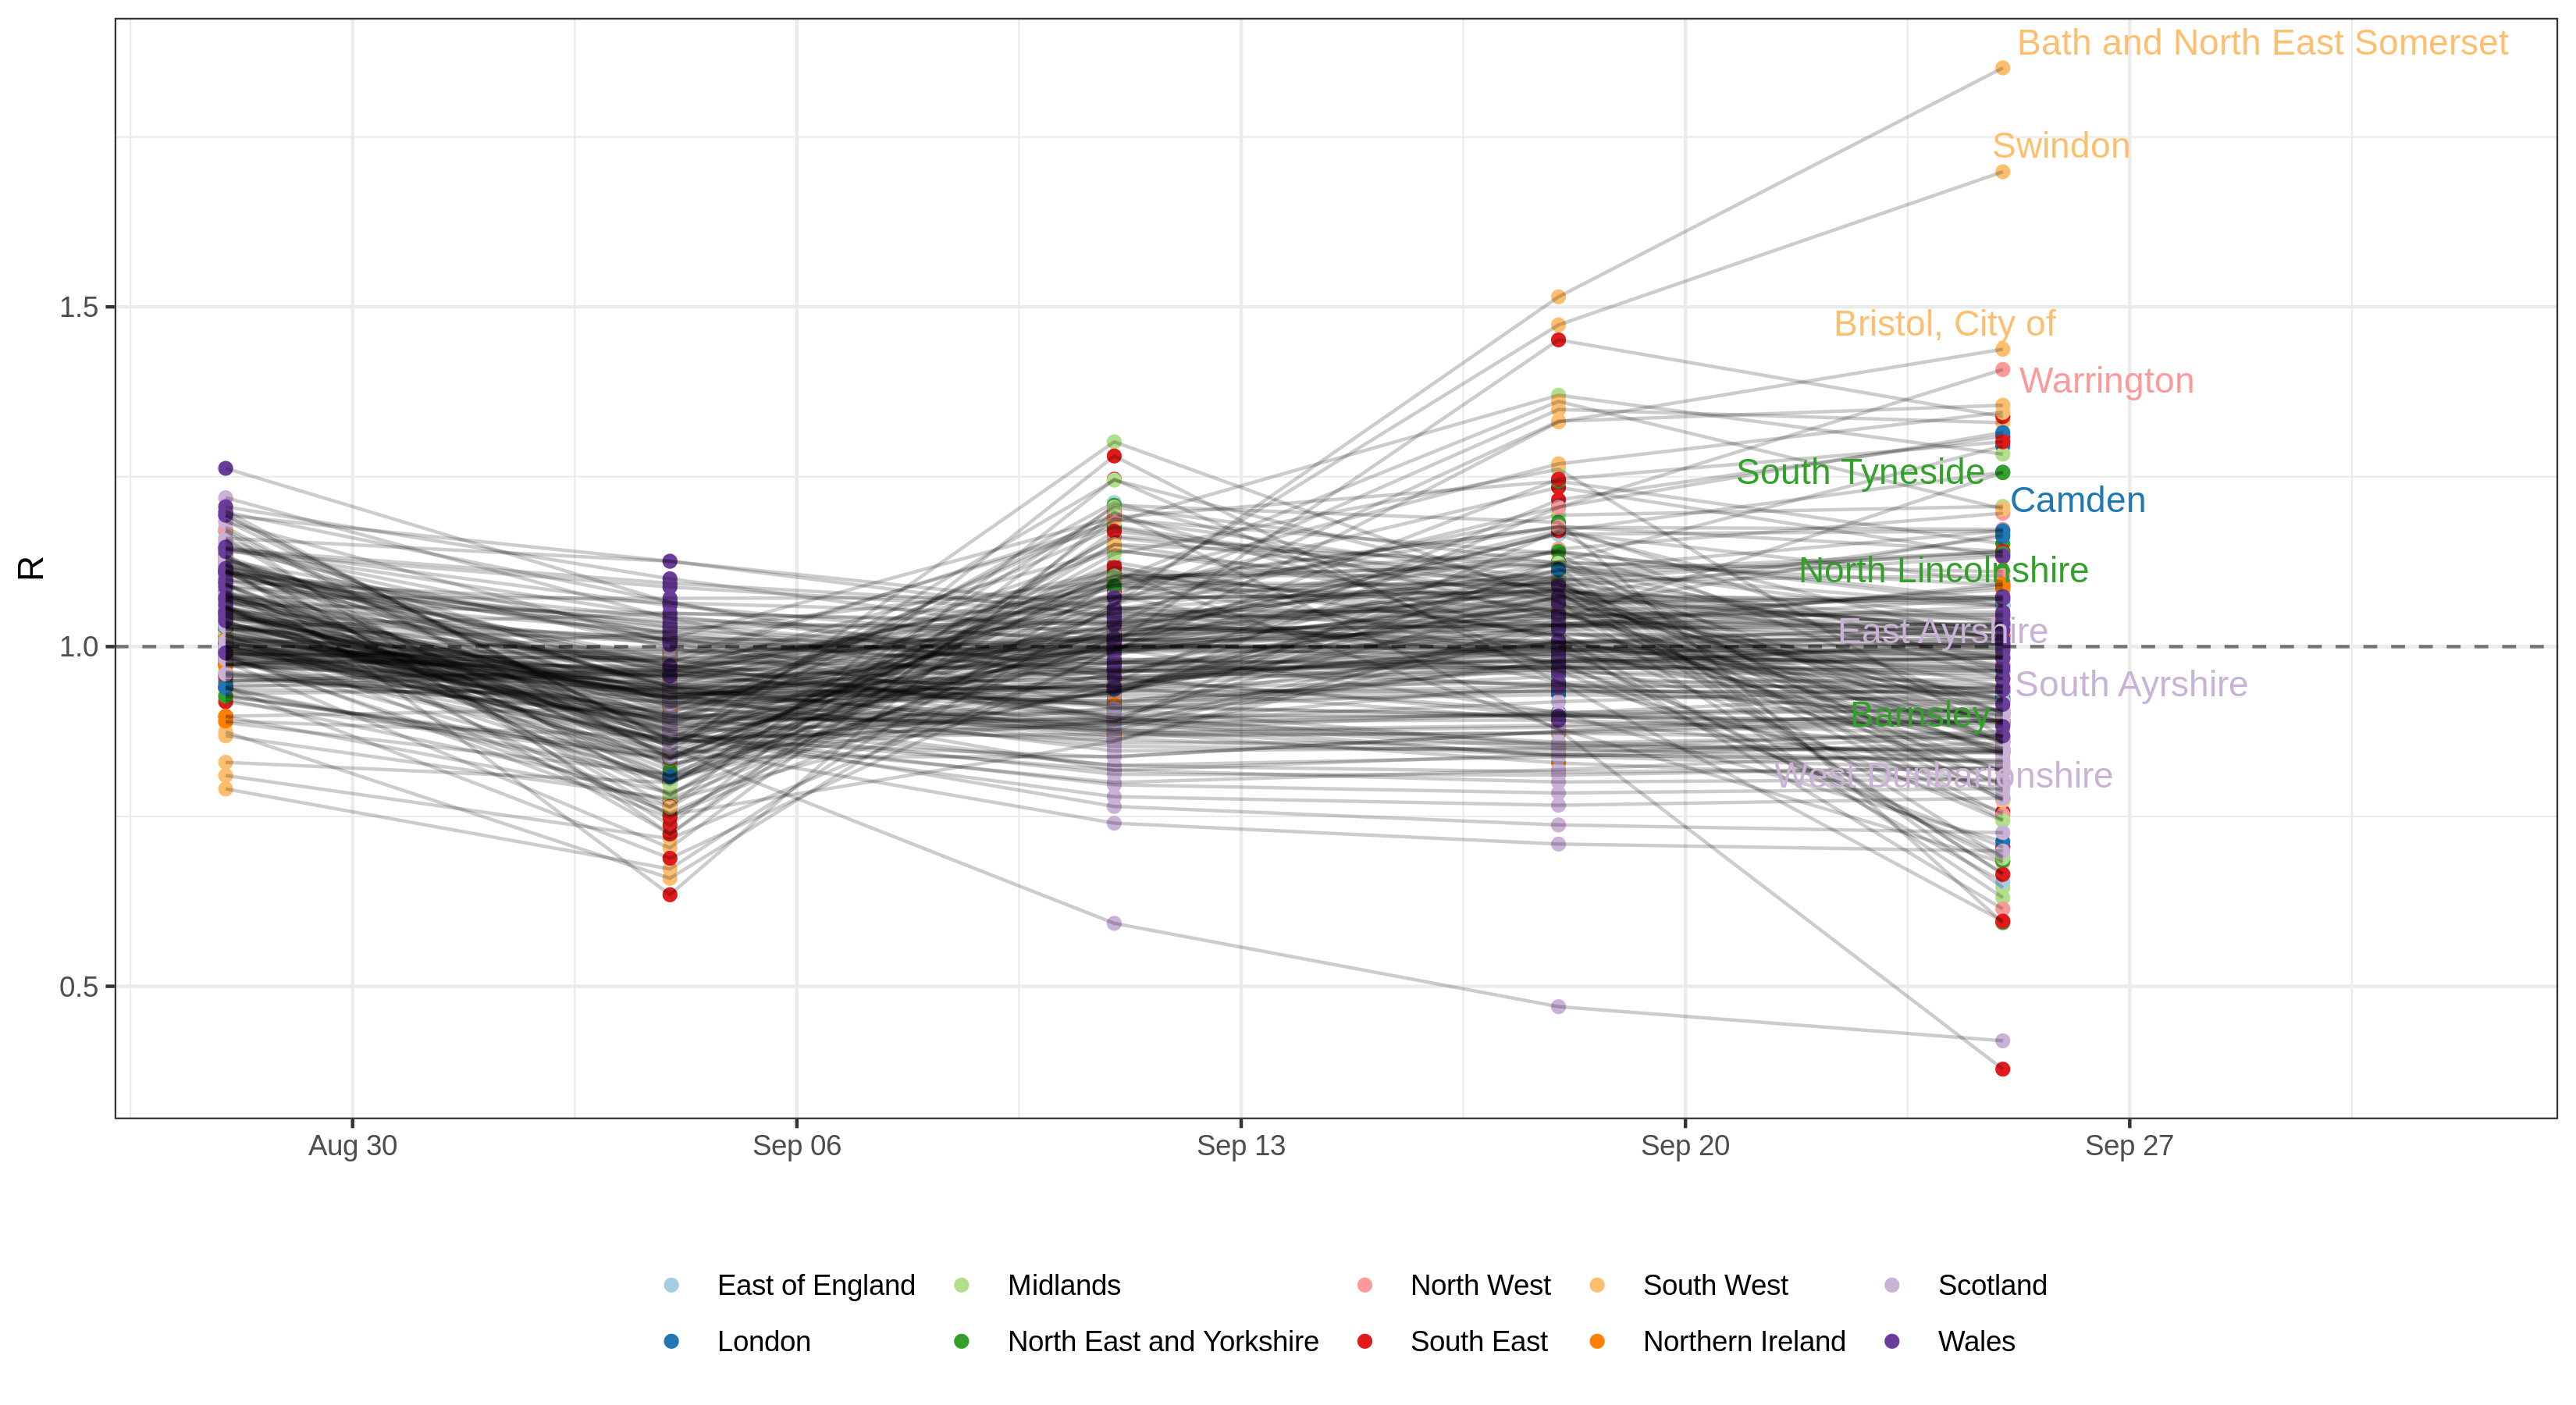 Bath and North East Somerset
Swindon
1.5
Bristol, City of
Warrington
South Tyneside
Camden
R
North Lincolnshire
1.0
East Ayrshire
South Ayrshire
Barnsley
West Dunbartonshire
0.5
Aug 30 Sep 06 Sep 13 Sep 20 Sep 27
East of England Midlands North West South West Scotland
London North East and Yorkshire South East Northern Ireland Wales